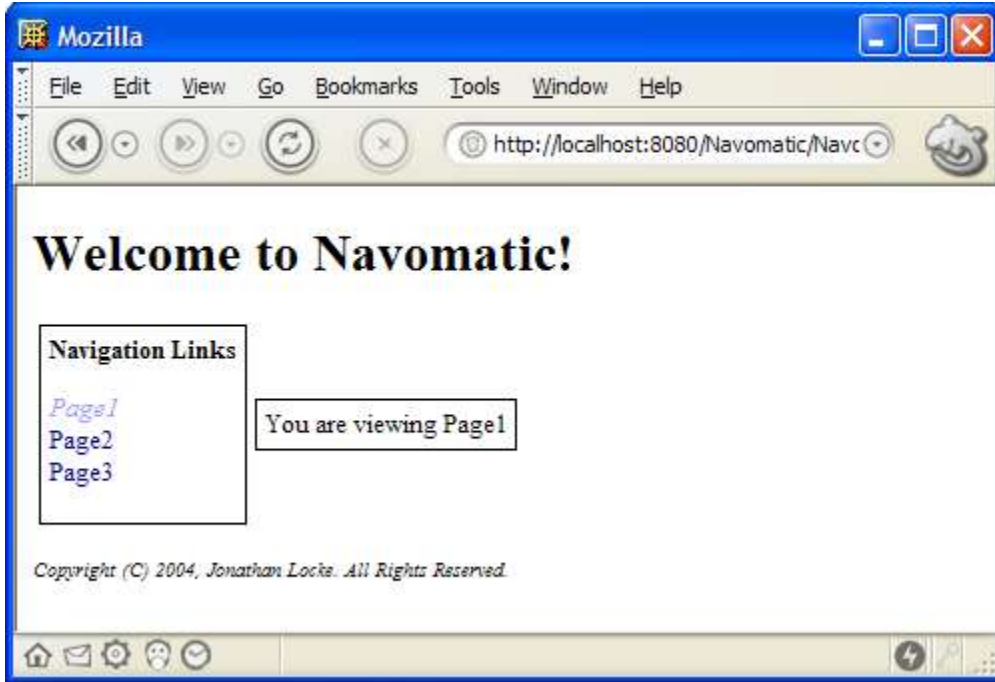 Mozilla
File Edit View Go Bookmarks Tools Window Help
http://localhost:8080/Navomatic/Navc
Welcome to Navomatic!
Navigation Links
Page1
Page2
Page3
You are viewing Page1
Copyright (C) 2004, Jonathan Locke. All Rights Reserved.